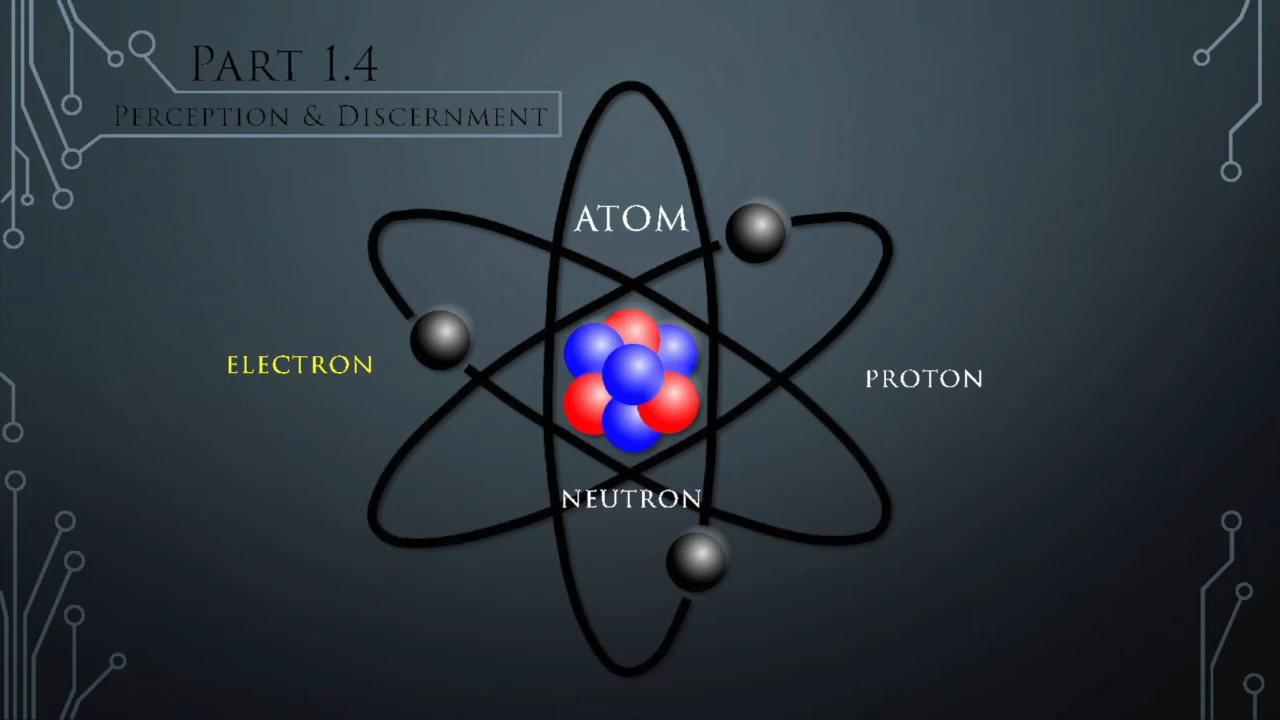 Part 1.4
Perception & Discernment
ATOM
ELECTRON
PROTON
NEUTRON